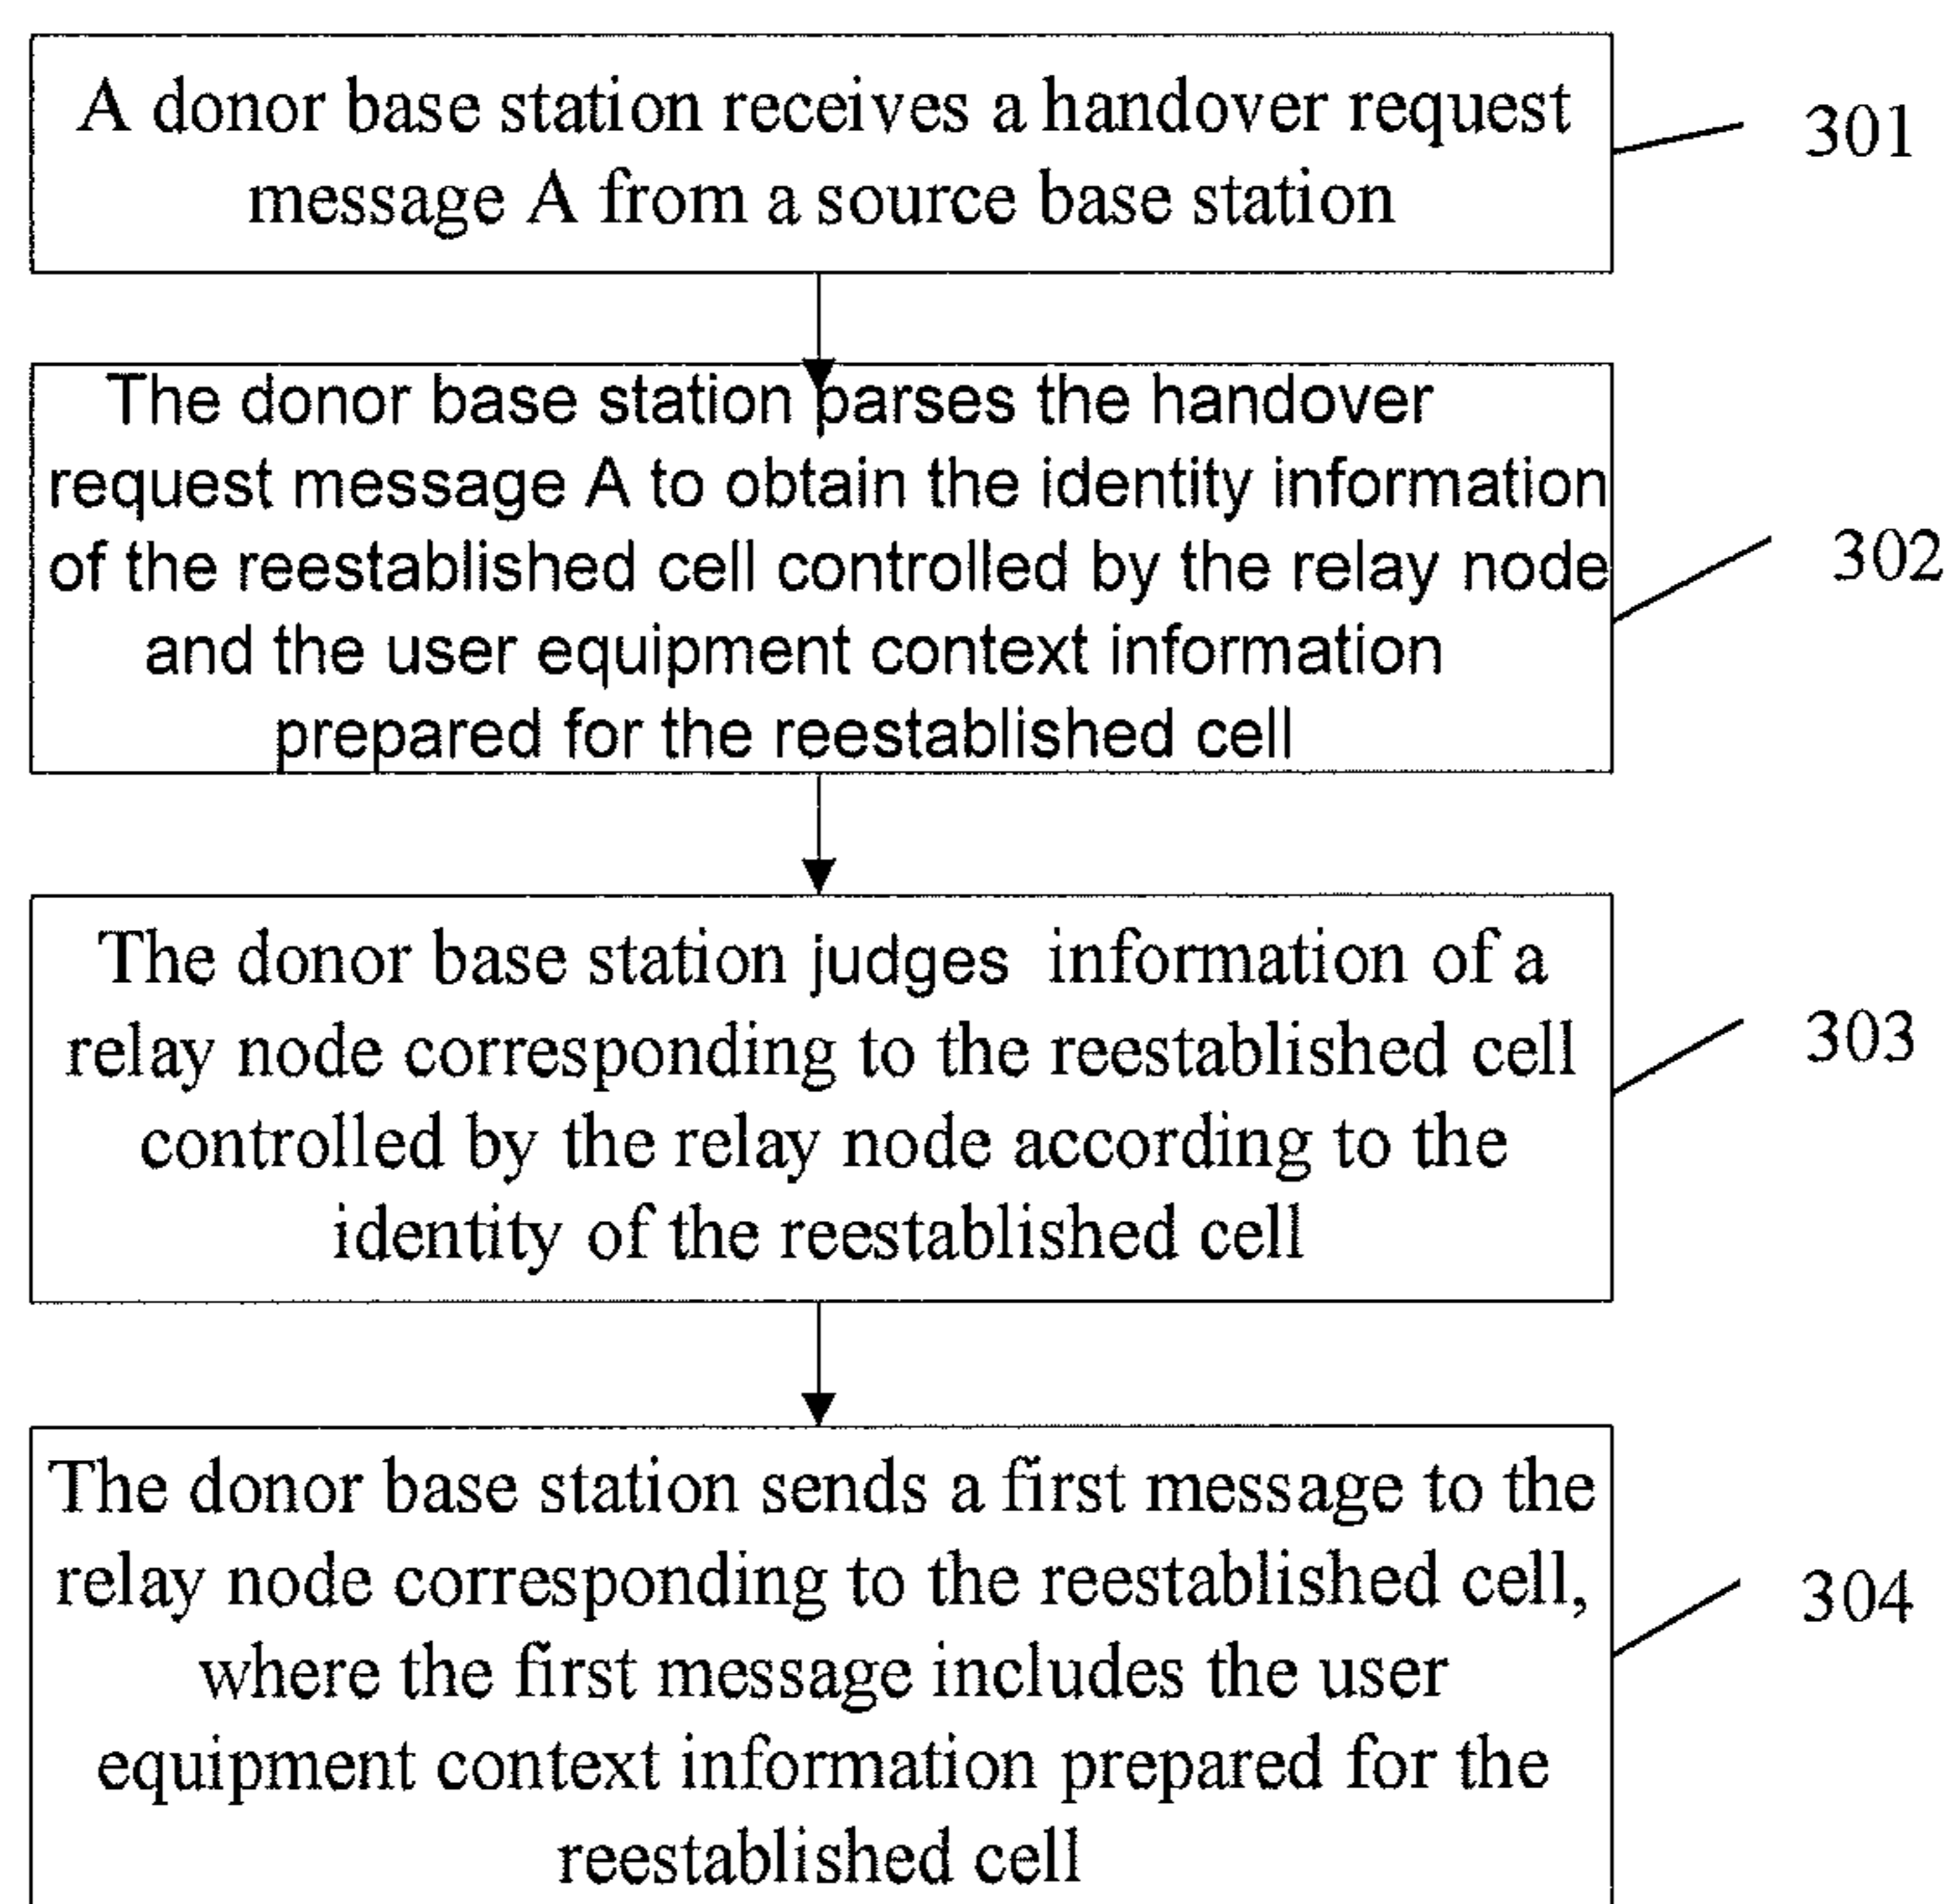 A donor base station receives a handover request
message A from a source base station
301
The donor base station parses the handover
request message A to obtain the identity information
of the reestablished cell controlled by the relay node
and the user equipment context information
prepared for the reestablished cell
302
The donor base station judges information of a
relay node corresponding to the reestablished cell
controlled by the relay node according to the
identity of the reestablished cell
303
The donor base station sends a first message to the
relay node corresponding to the reestablished cell,
where the first message includes the user
equipment context information prepared for the
reestablished cell
304